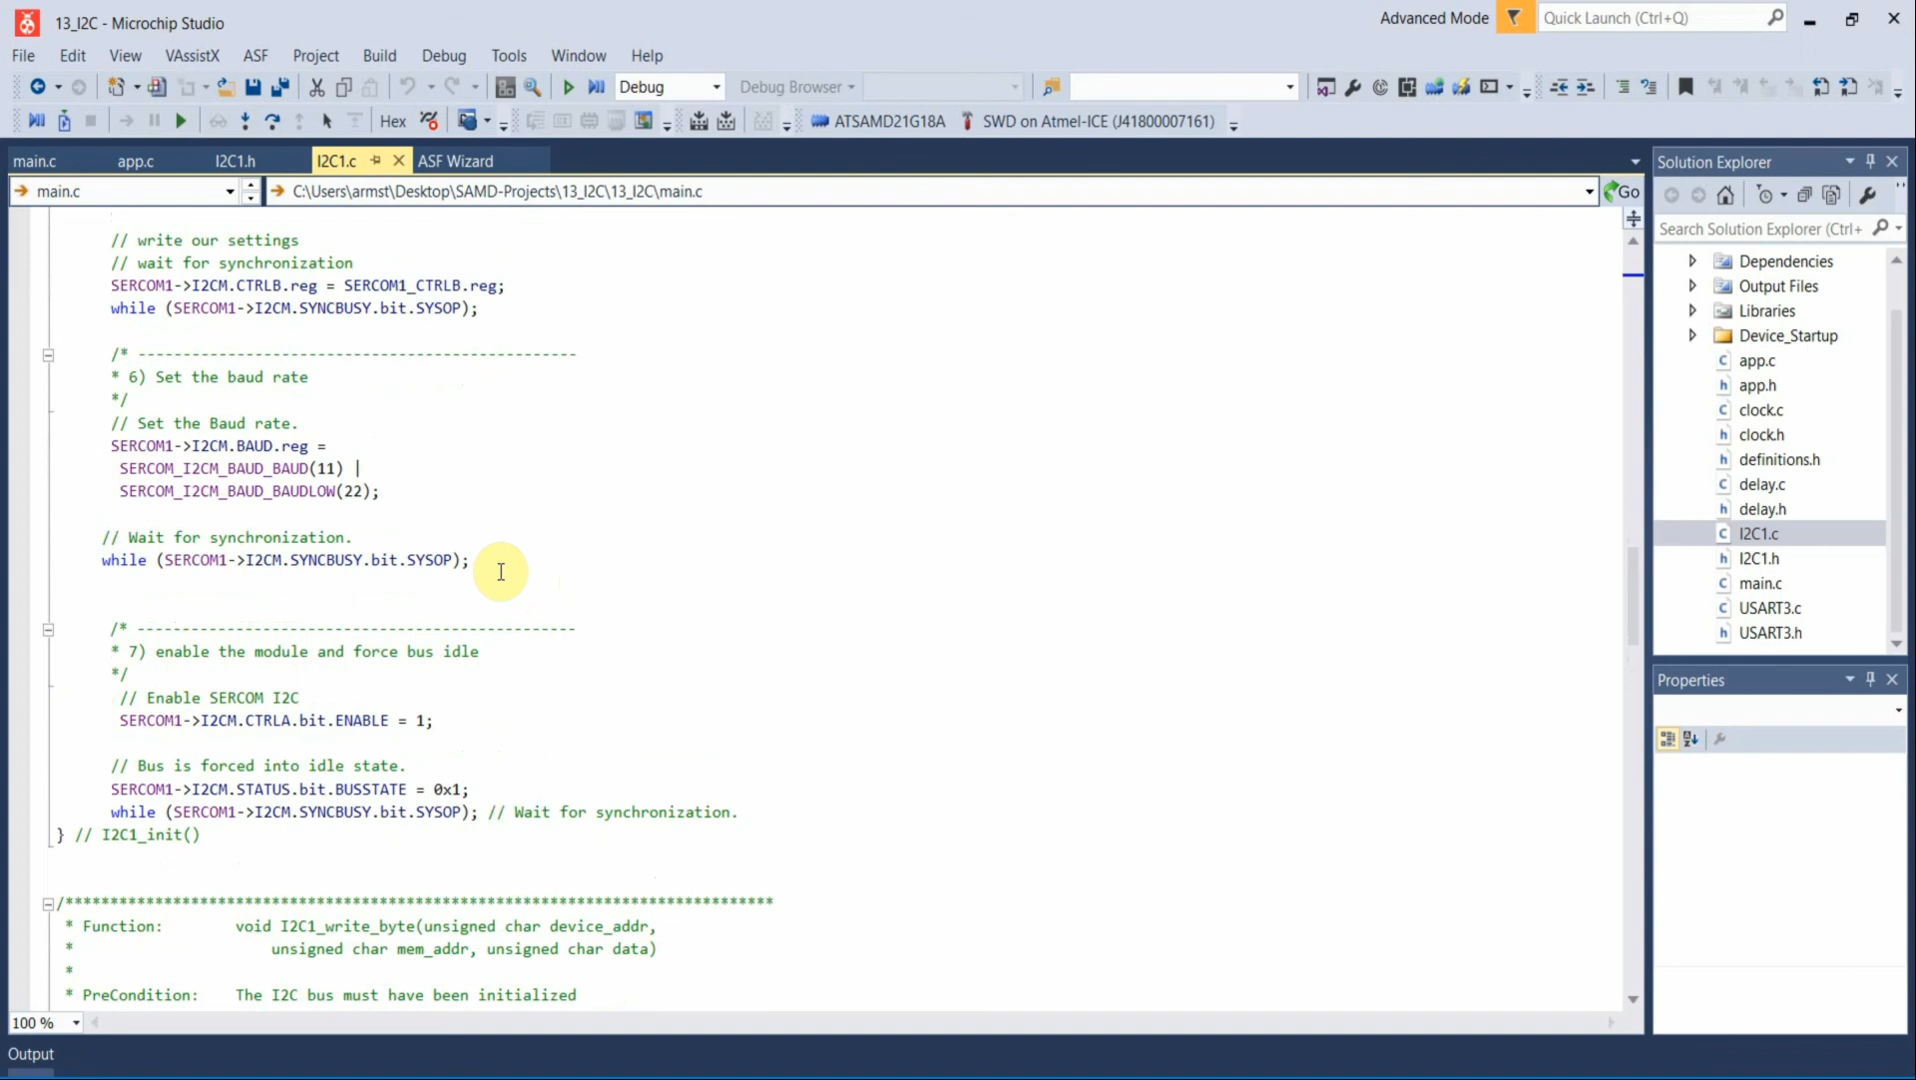 13_I2C - Microchip Studio
Advanced Mode
Quick Launch (Ctrl+Q)
File Edit View VAssistX ASF Project Build Debug Tools Window Help
Debug
Debug Browser
Hex
ATSAMD21G18A
SWD on Atmel-ICE (J41800007161)
main.c app.c I2C1.h I2C1.c ASF Wizard
main.c
C:\Users\armst\Desktop\SAMD-Projects\13_I2C\13_I2C\main.c
Go
// write our settings
// wait for synchronization
SERCOM1->I2CM.CTRLB.reg = SERCOM1_CTRLB.reg;
while (SERCOM1->I2CM.SYNCBUSY.bit.SYSOP);
/* -------------------------------------------------
* 6) Set the baud rate
*/
// Set the Baud rate.
SERCOM1->I2CM.BAUD.reg =
SERCOM_I2CM_BAUD_BAUD(11) |
SERCOM_I2CM_BAUD_BAUDLOW(22);
// Wait for synchronization.
while (SERCOM1->I2CM.SYNCBUSY.bit.SYSOP);
/* -------------------------------------------------
* 7) enable the module and force bus idle
*/
// Enable SERCOM I2C
SERCOM1->I2CM.CTRLA.bit.ENABLE = 1;
// Bus is forced into idle state.
SERCOM1->I2CM.STATUS.bit.BUSSTATE = 0x1;
while (SERCOM1->I2CM.SYNCBUSY.bit.SYSOP); // Wait for synchronization.
} // I2C1_init()
/*******************************************************************************
* Function: void I2C1_write_byte(unsigned char device_addr,
* unsigned char mem_addr, unsigned char data)
*
* PreCondition: The I2C bus must have been initialized
100 %
Output
Solution Explorer
Search Solution Explorer (Ctrl+
Dependencies
Output Files
Libraries
Device_Startup
app.c
app.h
clock.c
clock.h
definitions.h
delay.c
delay.h
I2C1.c
I2C1.h
main.c
USART3.c
USART3.h
Properties